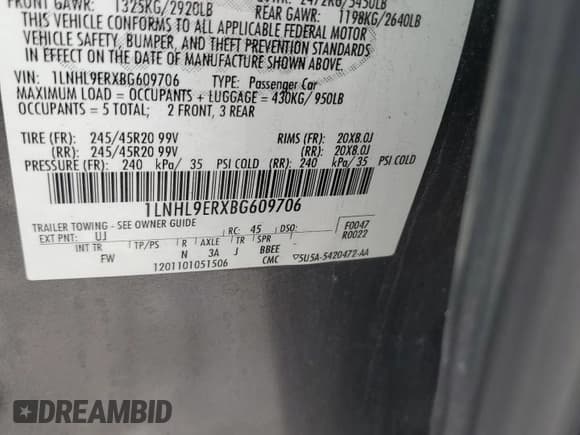 FRONT GAWR: 1325KG/2920LB
GVWR: 2472KG/5450LB
REAR GAWR: 1198KG/2640LB
THIS VEHICLE CONFORMS TO ALL APPLICABLE FEDERAL MOTOR
VEHICLE SAFETY, BUMPER, AND THEFT PREVENTION STANDARDS
IN EFFECT ON THE DATE OF MANUFACTURE SHOWN ABOVE.
VIN: 1LNHL9ERXBG609706 TYPE: Passenger Car
MAXIMUM LOAD = OCCUPANTS + LUGGAGE = 430KG/950LB
OCCUPANTS = 5 TOTAL; 2 FRONT, 3 REAR
TIRE (FR): 245/45R20 99V RIMS (FR): 20X8.0J
(RR): 245/45R20 99V (RR): 20X8.0J
PRESSURE (FR): 240 kPa/35 PSI COLD (RR): 240 kPa/35 PSI COLD
1LNHL9ERXBG609706
TRAILER TOWING - SEE OWNER GUIDE
EXT PNT: UJ RC: 45 DSO: F0047
R0022
INT TR TP/PS R AXLE TR SPR
FW N 3A J BBEE
1201101051506 CMC ▽5U5A-5420472-AA
DREAMBID